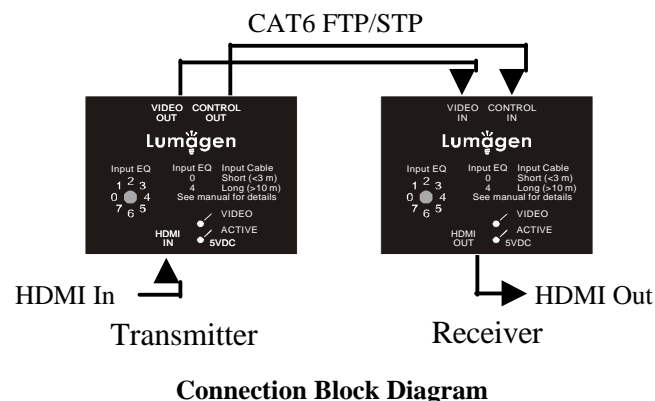 CAT6 FTP/STP
VIDEO OUT CONTROL OUT
Lumagen
Input EQ
1 2 3
0 4
7 6 5
Input EQ Input Cable
0 Short (<3 m)
4 Long (>10 m)
See manual for details
VIDEO
ACTIVE
HDMI IN
5VDC
VIDEO IN CONTROL IN
Lumagen
Input EQ
1 2 3
0 4
7 6 5
Input EQ Input Cable
0 Short (<3 m)
4 Long (>10 m)
See manual for details
VIDEO
ACTIVE
HDMI OUT
5VDC
HDMI In
HDMI Out
Transmitter
Receiver
Connection Block Diagram